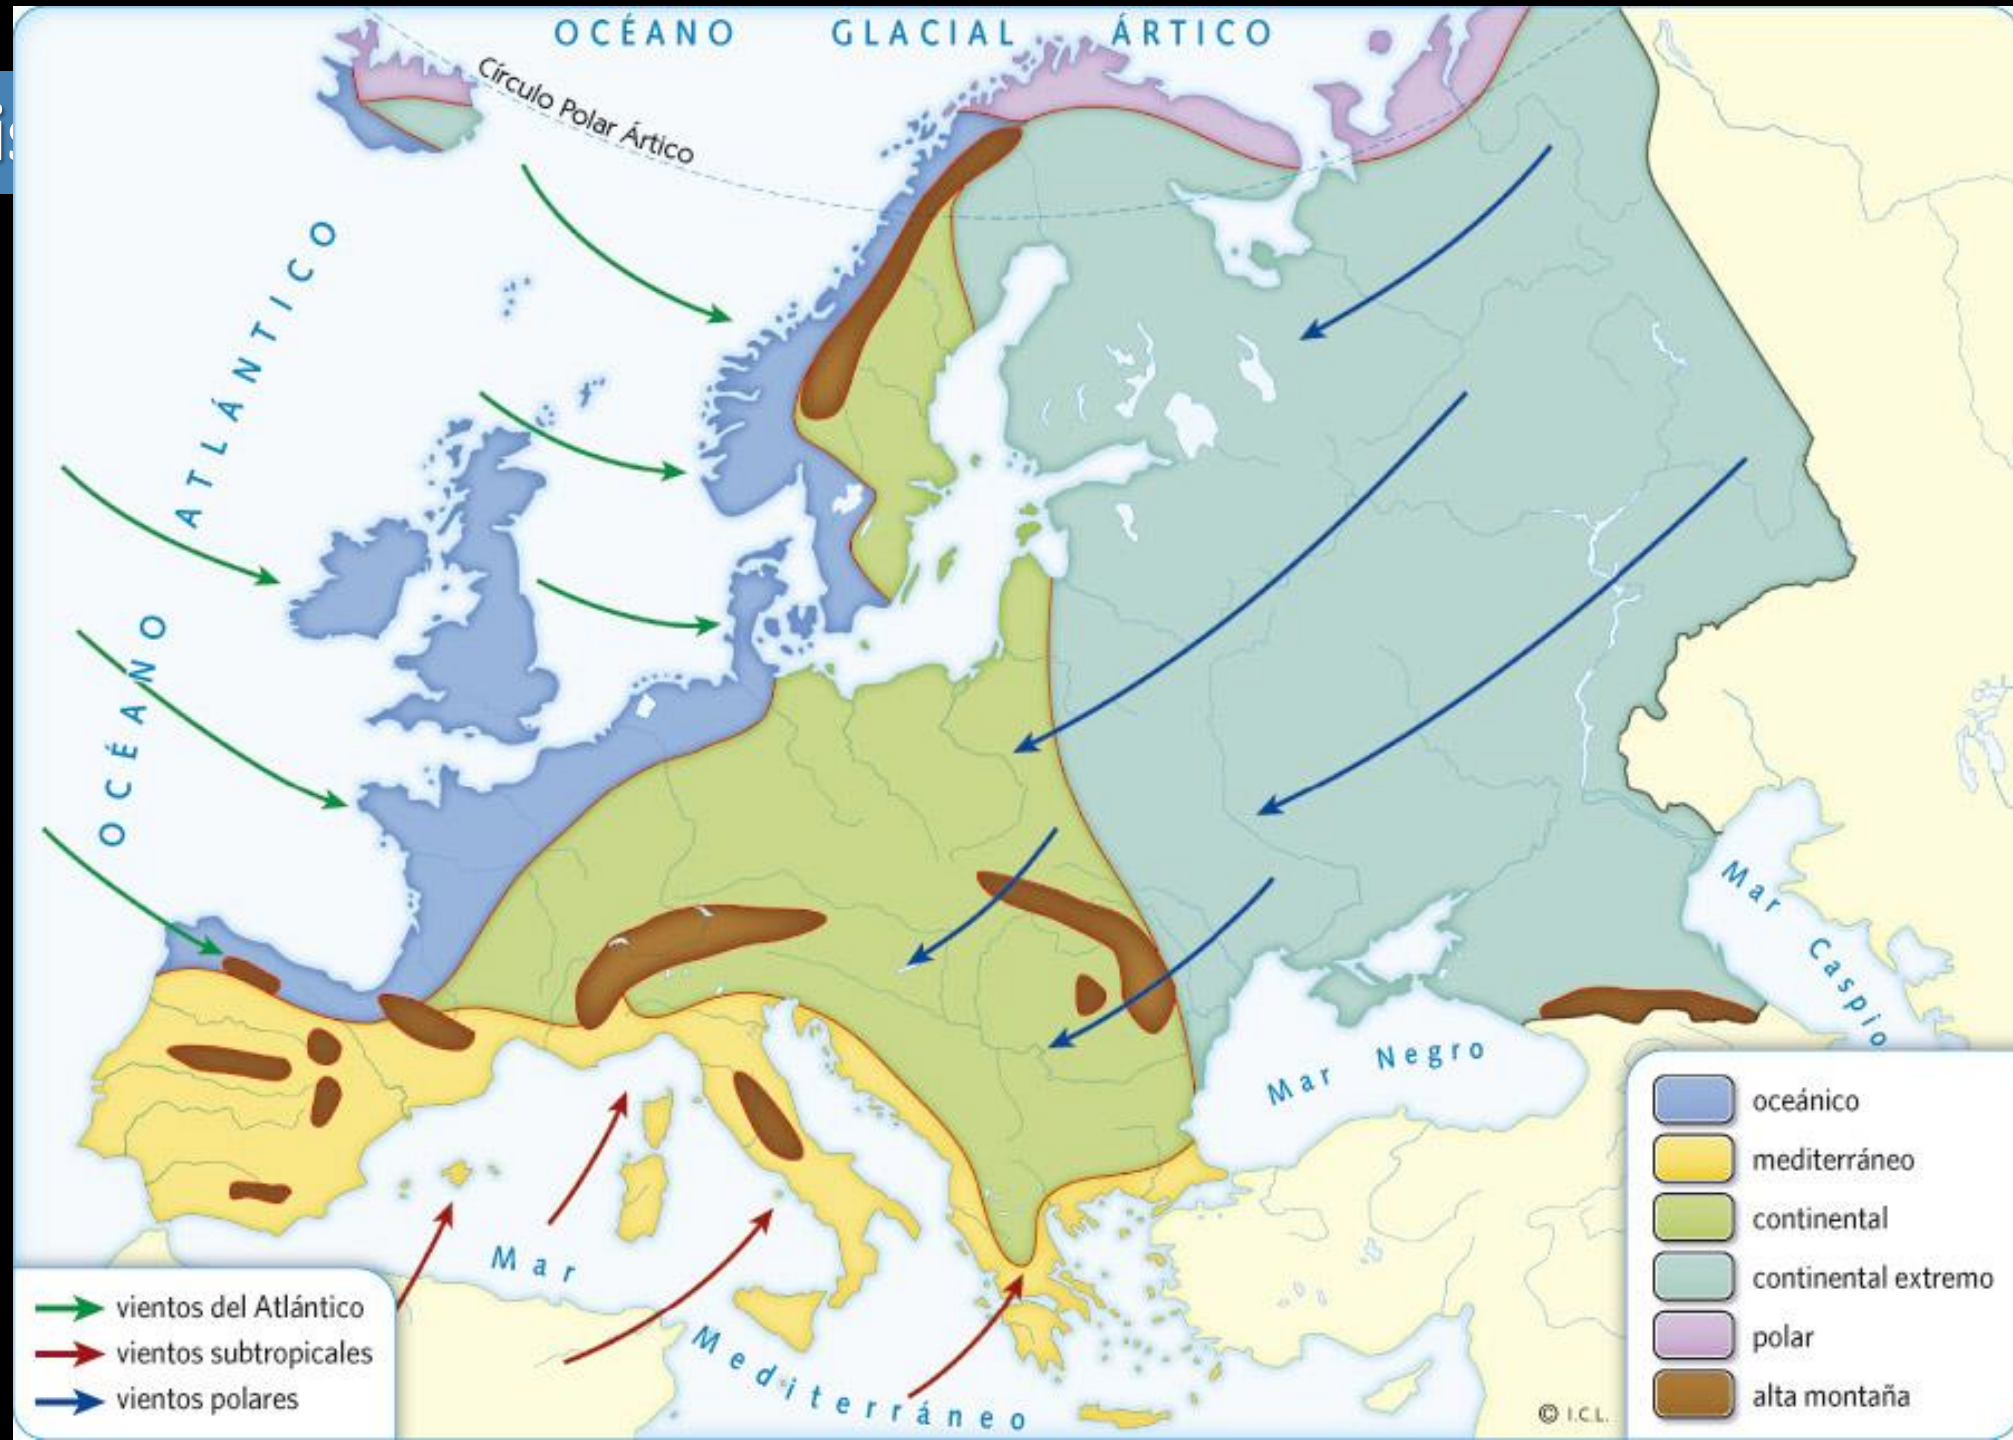 OCÉANO GLACIAL ÁRTICO
Círculo Polar Ártico
OCÉANO ATLÁNTICO
Mar Caspio
Mar Negro
Mar Mediterráneo
vientos del Atlántico
vientos subtropicales
vientos polares
oceánico
mediterráneo
continental
continental extremo
polar
alta montaña
© I.C.L.